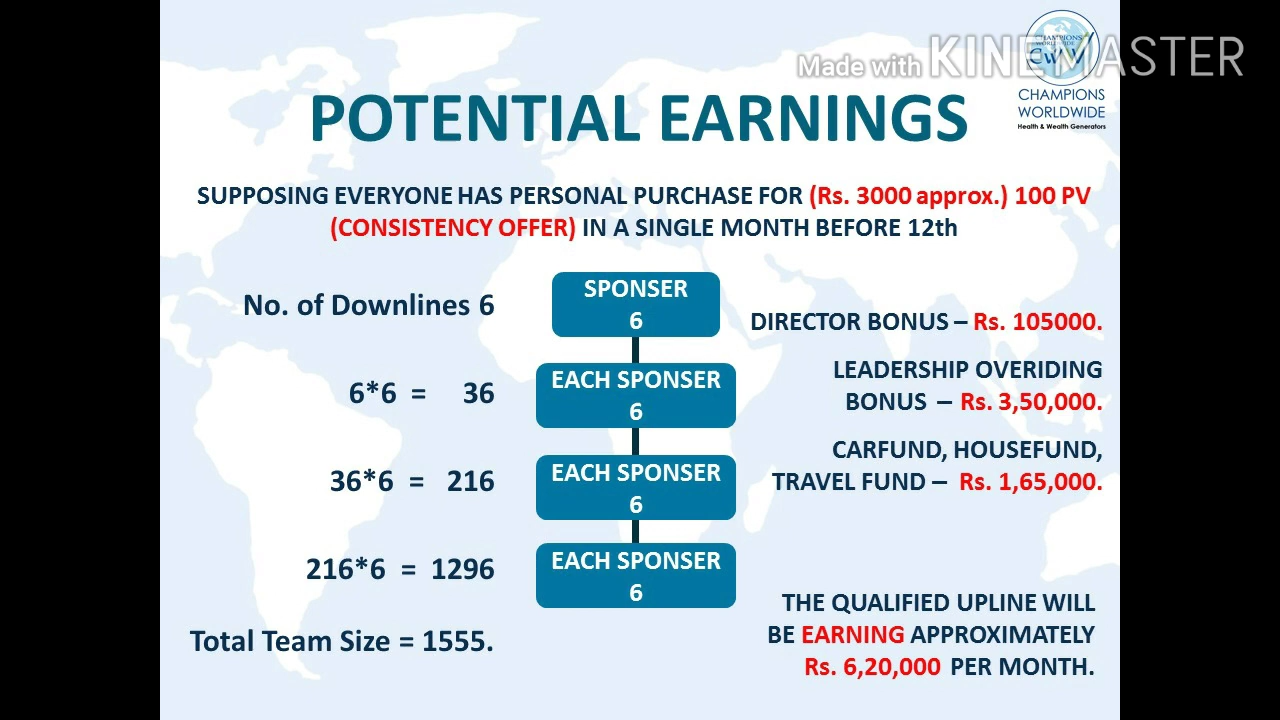 Made with KINEMASTER
CHAMPIONS
WORLDWIDE
CWW
CHAMPIONS
WORLDWIDE
Health & Wealth Generators
POTENTIAL EARNINGS
SUPPOSING EVERYONE HAS PERSONAL PURCHASE FOR (Rs. 3000 approx.) 100 PV
(CONSISTENCY OFFER) IN A SINGLE MONTH BEFORE 12th
No. of Downlines 6
SPONSER
6
DIRECTOR BONUS – Rs. 105000.
6*6 = 36
EACH SPONSER
6
LEADERSHIP OVERIDING
BONUS – Rs. 3,50,000.
36*6 = 216
EACH SPONSER
6
CARFUND, HOUSEFUND,
TRAVEL FUND – Rs. 1,65,000.
216*6 = 1296
EACH SPONSER
6
Total Team Size = 1555.
THE QUALIFIED UPLINE WILL
BE EARNING APPROXIMATELY
Rs. 6,20,000 PER MONTH.